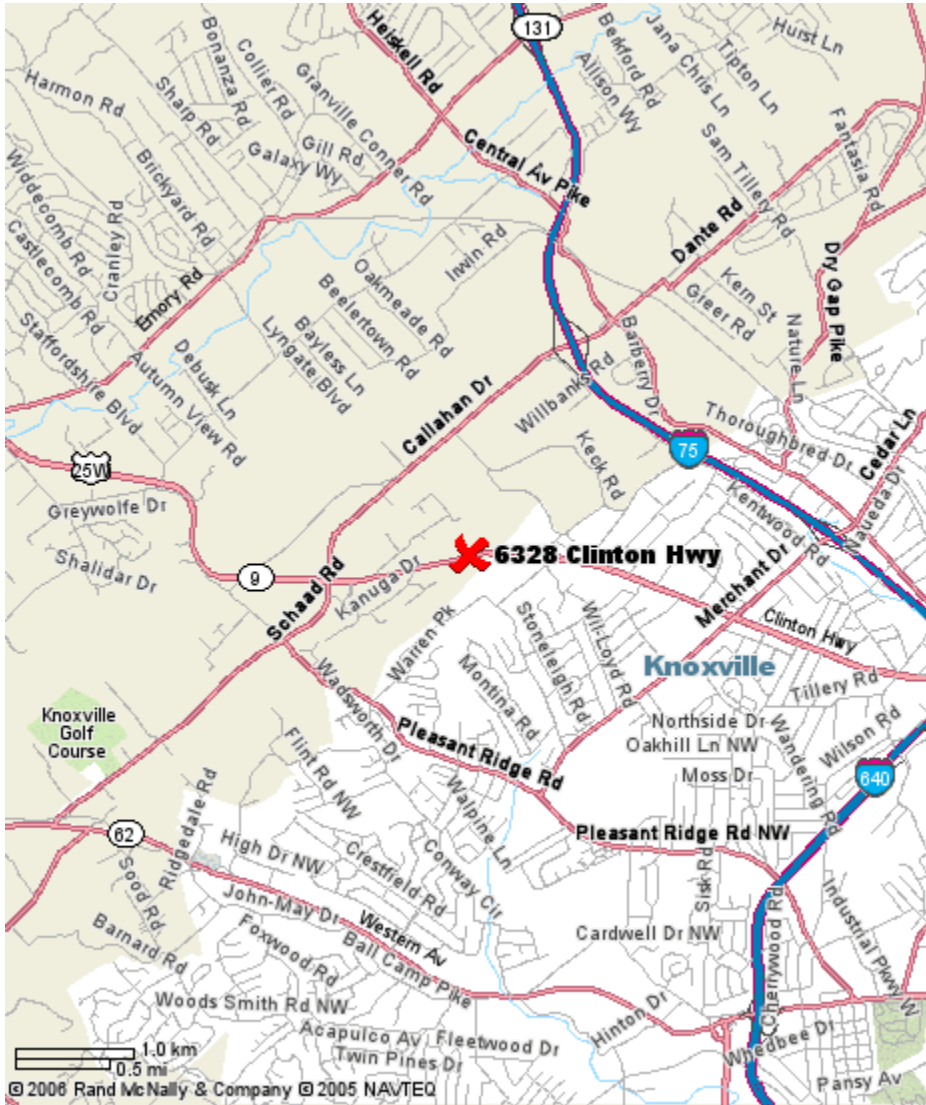 131
Heiskell Rd
Bonanza Rd
Collier Rd
Granville Conner Rd
Berkford Rd
Allison Wy
Jana Chris Ln
Tipton Ln
Hurst Ln
Harmon Rd
Sharp Rd
Gill Rd
Galaxy Wy
Central Av Pike
Sam Tillery Rd
Fantasia Rd
Widdecomb Rd
Brickyard Rd
Castlecomb Rd
Cranley Rd
Irwin Rd
Dante Rd
Dry Gap Pike
Oakmeade Rd
Beelertown Rd
Bayless Ln
Lyngate Blvd
Kern St
Greer Rd
Emory Rd
Staffordshire Blvd
Debusk Ln
Autumn View Rd
Callahan Dr
Willbanks Rd
Barberry Dr
Nature Ln
Thoroughbred Dr
Cedar Ln
75
Keck Rd
25W
Greywolfe Dr
Kentwood Rd
Naueda Dr
Shalidar Dr
9
Schaad Rd
Kanuga Dr
6328 Clinton Hwy
Merchant Dr
Clinton Hwy
Warren Pk
Stoneleigh Rd
Wil-Loyd Rd
Knoxville
Tillery Rd
Montina Rd
Wadsworth Dr
Northside Dr
Oakhill Ln NW
Wandering Rd
Wilson Rd
Knoxville
Golf
Course
Pleasant Ridge Rd
Moss Dr
640
Flint Rd NW
Ridgedale Rd
Walpine Ln
Pleasant Ridge Rd NW
62
High Dr NW
Crestfield Rd
Conway Cir
Sisk Rd
Sood Rd
John-May Dr
Western Av
Cherrywood Rd
Industrial Pkwy W
Barnard Rd
Foxwood Rd
Ball Camp Pike
Cardwell Dr NW
Woods Smith Rd NW
Hinton Dr
Acapulco Av
Fleetwood Dr
Twin Pines Dr
Whedbee Dr
Pansy Av
1.0 km
0.5 mi
© 2006 Rand McNally & Company © 2005 NAVTEQ